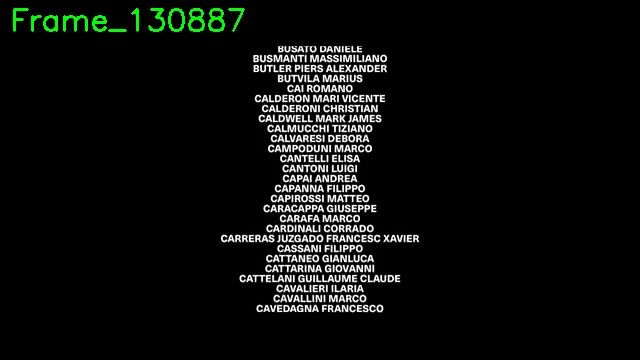 Frame_130887
BUSATO DANIELE
BUSMANTI MASSIMILIANO
BUTLER PIERS ALEXANDER
BUTVILA MARIUS
CAI ROMANO
CALDERON MARI VICENTE
CALDERONI CHRISTIAN
CALDWELL MARK JAMES
CALMUCCHI TIZIANO
CALVARESI DEBORA
CAMPODUNI MARCO
CANTELLI ELISA
CANTONI LUIGI
CAPAI ANDREA
CAPANNA FILIPPO
CAPIROSSI MATTEO
CARACAPPA GIUSEPPE
CARAFA MARCO
CARDINALI CORRADO
CARRERAS JUZGADO FRANCESC XAVIER
CASSANI FILIPPO
CATTANEO GIANLUCA
CATTARINA GIOVANNI
CATTELANI GUILLAUME CLAUDE
CAVALIERI ILARIA
CAVALLINI MARCO
CAVEDAGNA FRANCESCO